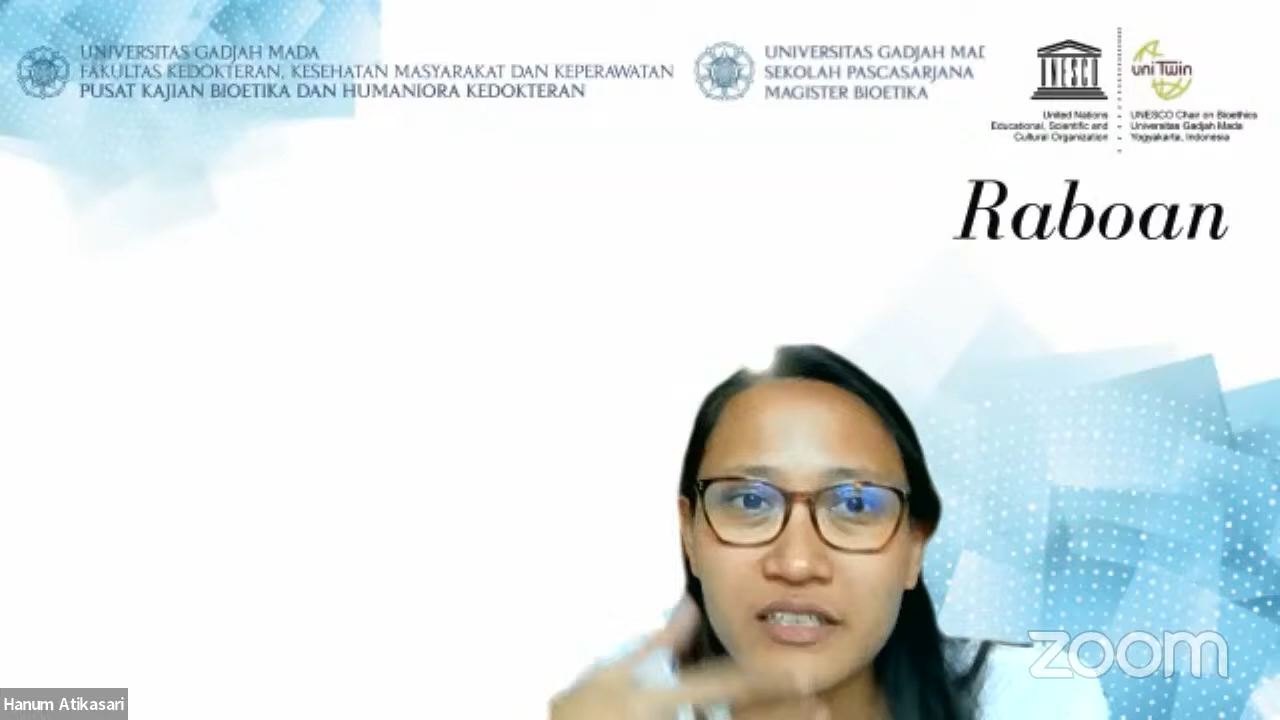 UNIVERSITAS GADJAH MADA
FAKULTAS KEDOKTERAN, KESEHATAN MASYARAKAT DAN KEPERAWATAN
PUSAT KAJIAN BIOETIKA DAN HUMANIORA KEDOKTERAN
UNIVERSITAS GADJAH MAD
SEKOLAH PASCASARJANA
MAGISTER BIOETIKA
UNESCO
United Nations
Educational, Scientific and
Cultural Organization
uniTwin
UNESCO Chair on Bioethics
Universitas Gadjah Mada
Yogyakarta, Indonesia
Raboan
zoom
Hanum Atikasari